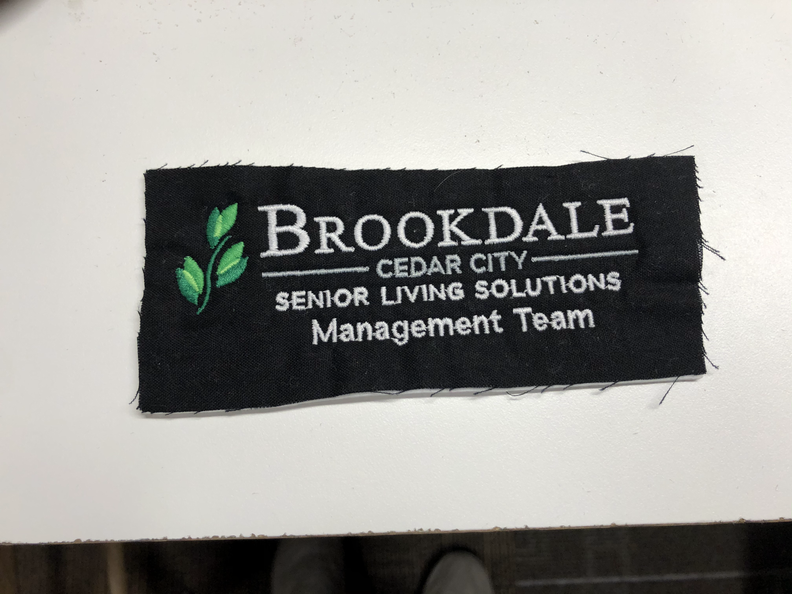 BROOKDALE
CEDAR CITY
SENIOR LIVING SOLUTIONS
Management Team